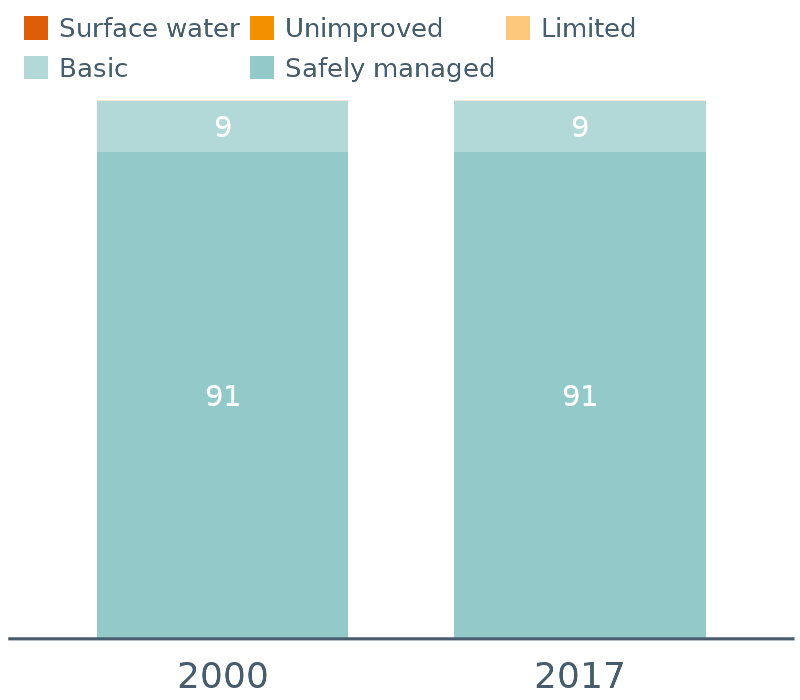 Surface water Unimproved Limited
Basic Safely managed
9 9
91 91
2000 2017